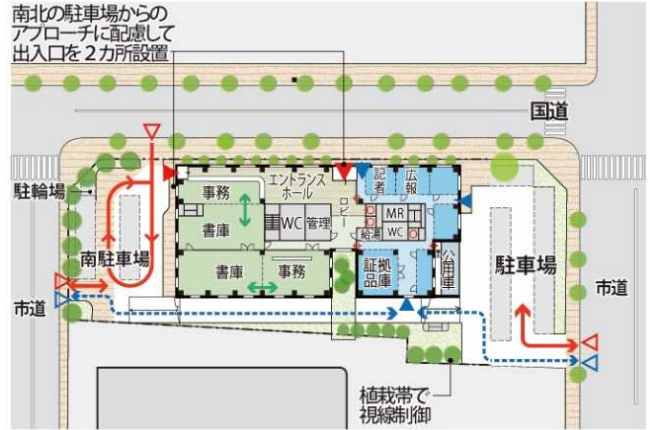 南北の駐車場からの
アプローチに配慮して
出入口を2カ所設置
国道
駐輪場
事務
エントランス
ホール
記者
広報
書庫
WC
管理
ロビー
MR
WC
給湯
南駐車場
書庫
事務
証拠
品庫
公用車
駐車場
市道
市道
植栽帯で
視線制御